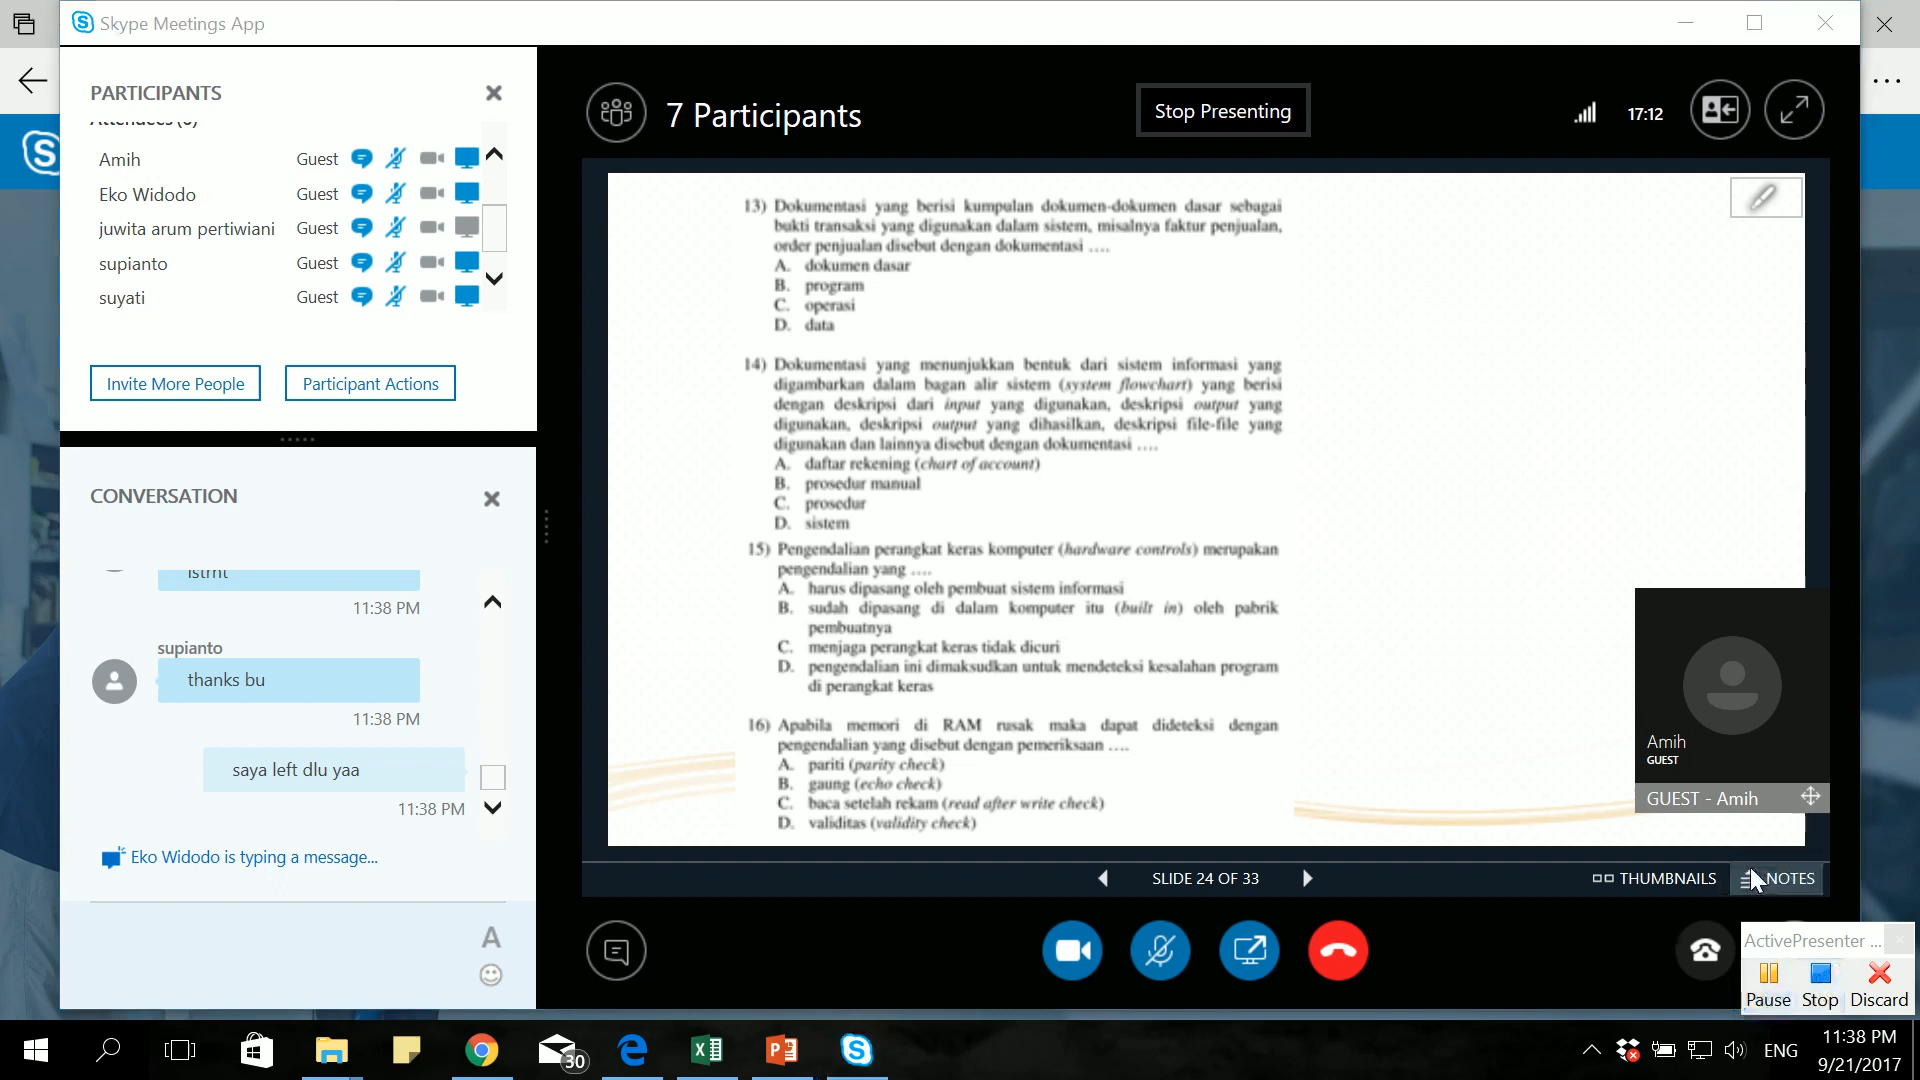 Skype Meetings App
PARTICIPANTS
Attendees (6)
Amih Guest
Eko Widodo Guest
juwita arum pertiwiani Guest
supianto Guest
suyati Guest
Invite More People
Participant Actions
CONVERSATION
11:38 PM
supianto
thanks bu
11:38 PM
saya left dlu yaa
11:38 PM
Eko Widodo is typing a message...
A
7 Participants
Stop Presenting
17:12
13) Dokumentasi yang berisi kumpulan dokumen-dokumen dasar sebagai
bukti transaksi yang digunakan dalam sistem, misalnya faktur penjualan,
order penjualan disebut dengan dokumentasi ....
A. dokumen dasar
B. program
C. operasi
D. data
14) Dokumentasi yang menunjukkan bentuk dari sistem informasi yang
digambarkan dalam bagan alir sistem (system flowchart) yang berisi
dengan deskripsi dari input yang digunakan, deskripsi output yang
digunakan, deskripsi output yang dihasilkan, deskripsi file-file yang
digunakan dan lainnya disebut dengan dokumentasi ....
A. daftar rekening (chart of account)
B. prosedur manual
C. prosedur
D. sistem
15) Pengendalian perangkat keras komputer (hardware controls) merupakan
pengendalian yang ....
A. harus dipasang oleh pembuat sistem informasi
B. sudah dipasang di dalam komputer itu (built in) oleh pabrik
pembuatnya
C. menjaga perangkat keras tidak dicuri
D. pengendalian ini dimaksudkan untuk mendeteksi kesalahan program
di perangkat keras
16) Apabila memori di RAM rusak maka dapat dideteksi dengan
pengendalian yang disebut dengan pemeriksaan ....
A. pariti (parity check)
B. gaung (echo check)
C. baca setelah rekam (read after write check)
D. validitas (validity check)
Amih
GUEST
GUEST - Amih
SLIDE 24 OF 33
THUMBNAILS
NOTES
ActivePresenter ...
Pause Stop Discard
30
ENG
11:38 PM
9/21/2017